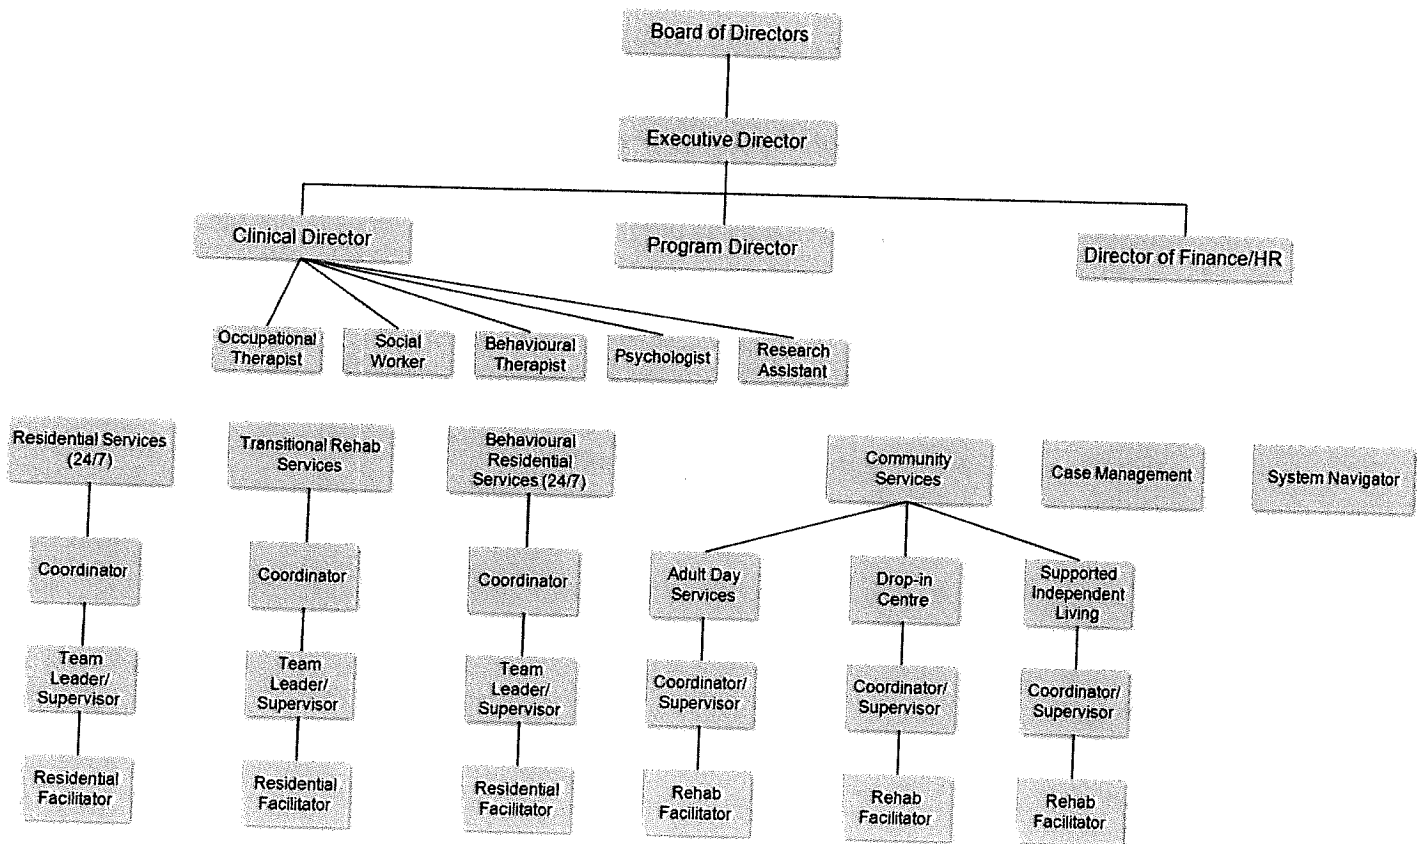 Board of Directors
Executive Director
Clinical Director
Program Director
Director of Finance/HR
Occupational
Therapist
Social
Worker
Behavioural
Therapist
Psychologist
Research
Assistant
Residential Services
(24/7)
Transitional Rehab
Services
Behavioural
Residential
Services (24/7)
Community
Services
Case Management
System Navigator
Coordinator
Coordinator
Coordinator
Adult Day
Services
Drop-in
Centre
Supported
Independent
Living
Team
Leader/
Supervisor
Team
Leader/
Supervisor
Team
Leader/
Supervisor
Coordinator/
Supervisor
Coordinator/
Supervisor
Coordinator/
Supervisor
Residential
Facilitator
Residential
Facilitator
Residential
Facilitator
Rehab
Facilitator
Rehab
Facilitator
Rehab
Facilitator